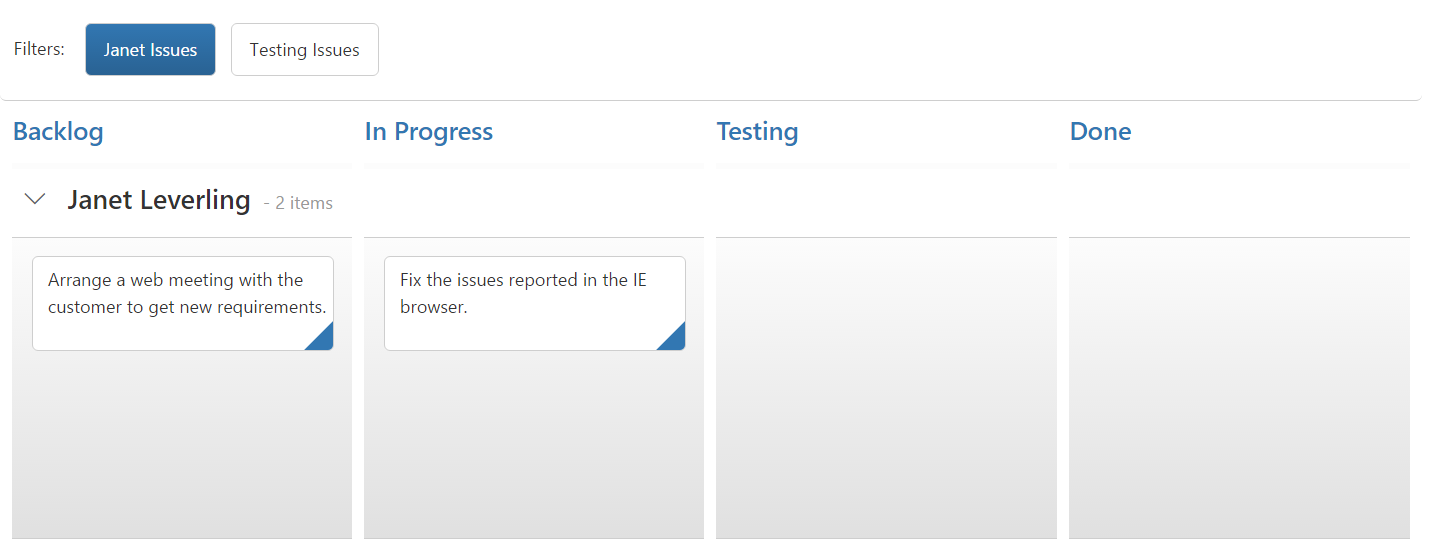 Filters: Janet Issues Testing Issues
Backlog In Progress Testing Done
Janet Leverling - 2 items
Arrange a web meeting with the
customer to get new requirements.
Fix the issues reported in the IE
browser.